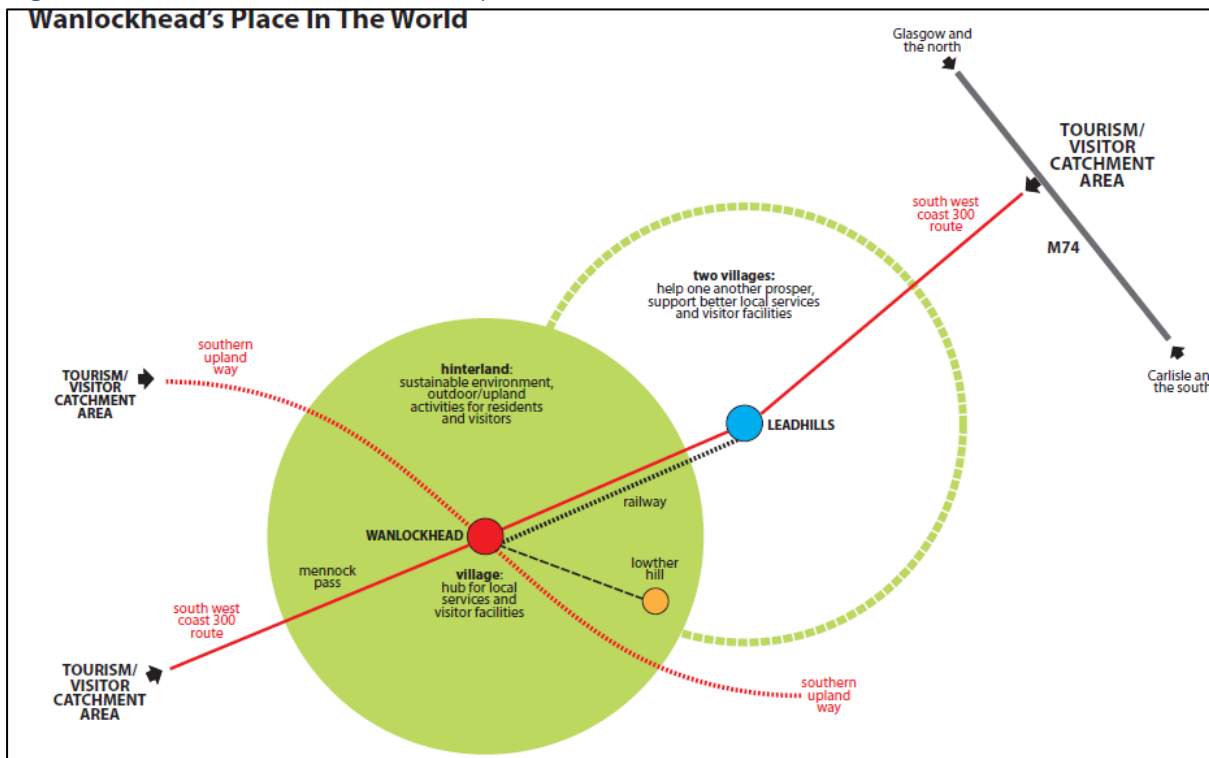 Wanlockhead's Place In The World
Glasgow and
the north
TOURISM/
VISITOR
CATCHMENT
AREA
south west
coast 300
route
M74
two villages:
help one another prosper,
support better local services
and visitor facilities
southern
upland
way
TOURISM/
VISITOR
CATCHMENT
AREA
hinterland:
sustainable environment,
outdoor/upland
activities for residents
and visitors
Carlisle and
the south
LEADHILLS
railway
WANLOCKHEAD
lowther
hill
mennock
pass
village:
hub for local
services and
visitor facilities
south west
coast 300
route
TOURISM/
VISITOR
CATCHMENT
AREA
southern
upland
way